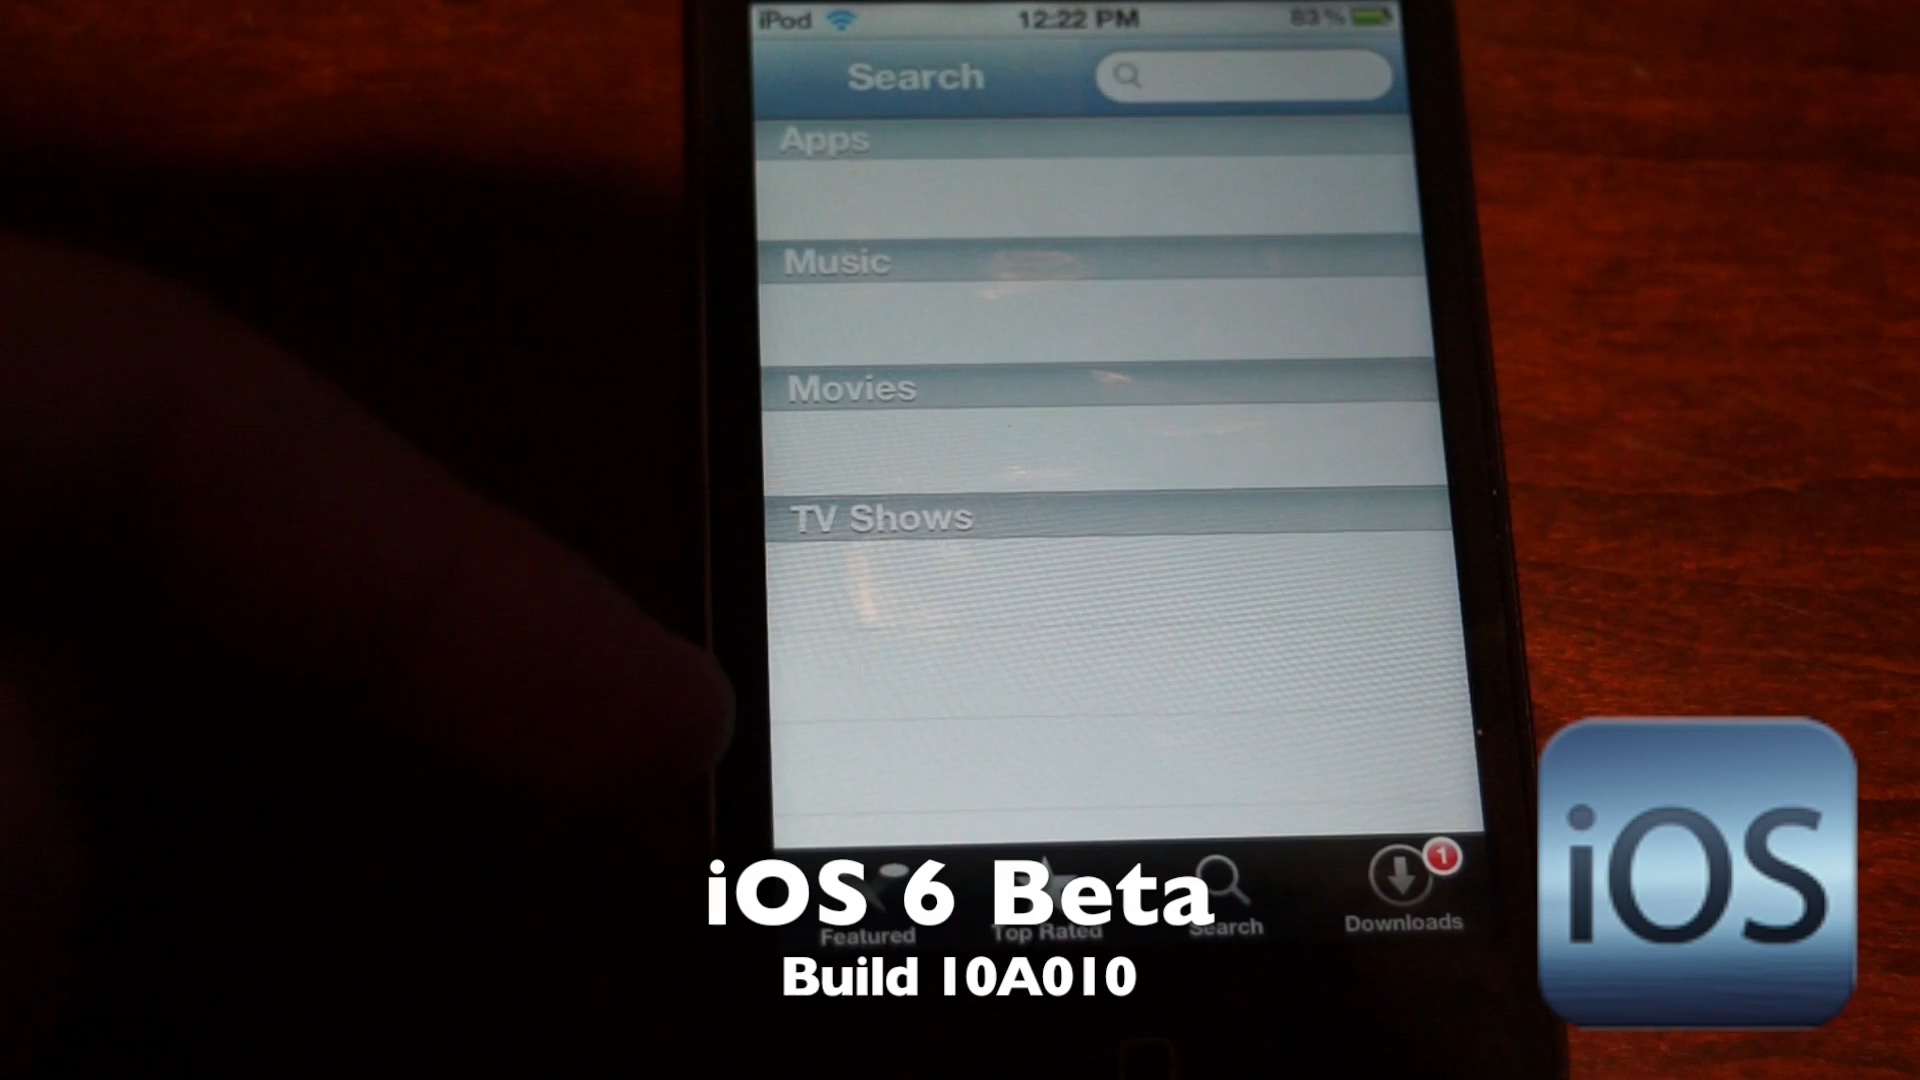 iPod 12:22 PM 83%
Search
Apps
Music
Movies
TV Shows
1
Featured Top Rated Search Downloads
iOS 6 Beta
Build 10A010
iOS